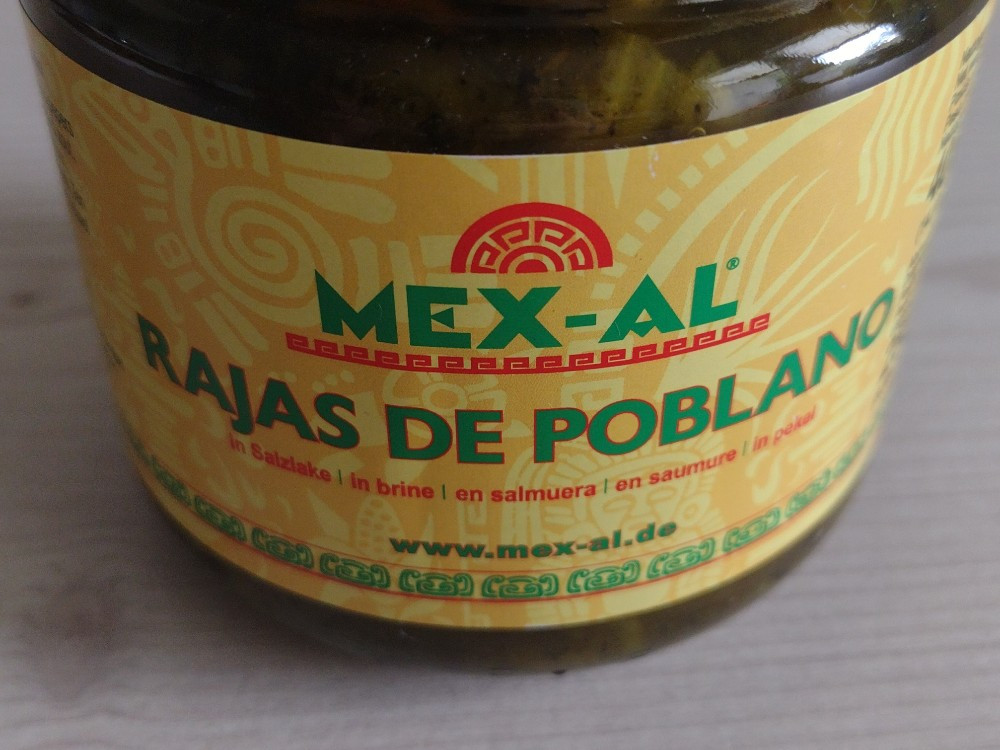 MEX-AL®
RAJAS DE POBLANO
in Salzlake | in brine | en salmuera | en saumure | in pekel
www.mex-al.de